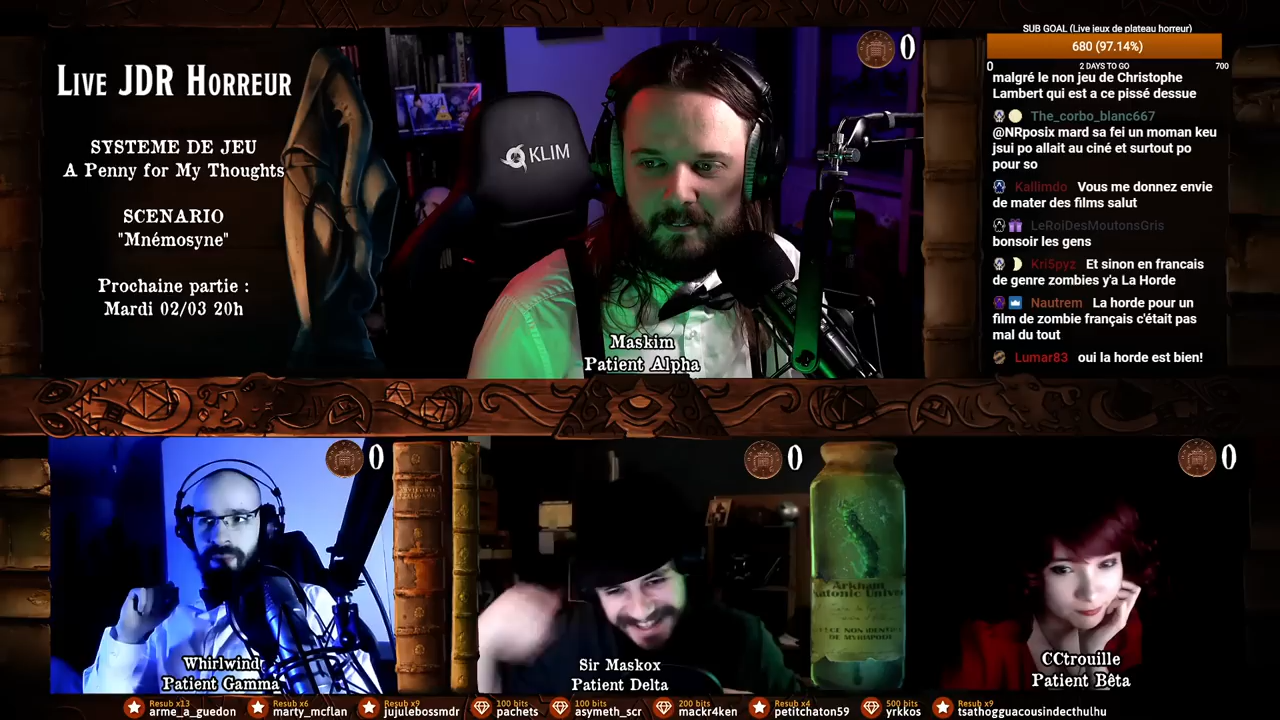 Live JDR Horreur
SYSTEME DE JEU
A Penny for My Thoughts
SCENARIO
"Mnémosyne"
Prochaine partie :
Mardi 02/03 20h
KLIM
0
Maskim
Patient Alpha
SUB GOAL (Live jeux de plateau horreur)
680 (97.14%)
0
2 DAYS TO GO
700
malgré le non jeu de Christophe
Lambert qui est a ce pissé dessue
The_corbo_blanc667
@NRposix mard sa fei un moman keu
jsui po allait au ciné et surtout po
pour so
Kallimdo Vous me donnez envie
de mater des films salut
LeRoiDesMoutonsGris
bonsoir les gens
Kri5pyz Et sinon en francais
de genre zombies y'a La Horde
Nautrem La horde pour un
film de zombie français c'était pas
mal du tout
Lumar83 oui la horde est bien!
0
Whirlwind
Patient Gamma
0
Sir Maskox
Patient Delta
Arkham
0
CCtrouille
Patient Bêta
Resub x13
arme_a_guedon
Resub x6
marty_mcflan
Resub x9
jujulebossmdr
100 bits
pachets
100 bits
asymeth_scr
200 bits
mackr4ken
Resub x4
petitchaton59
500 bits
yrkkos
Resub x9
tsathogguacousindecthulhu